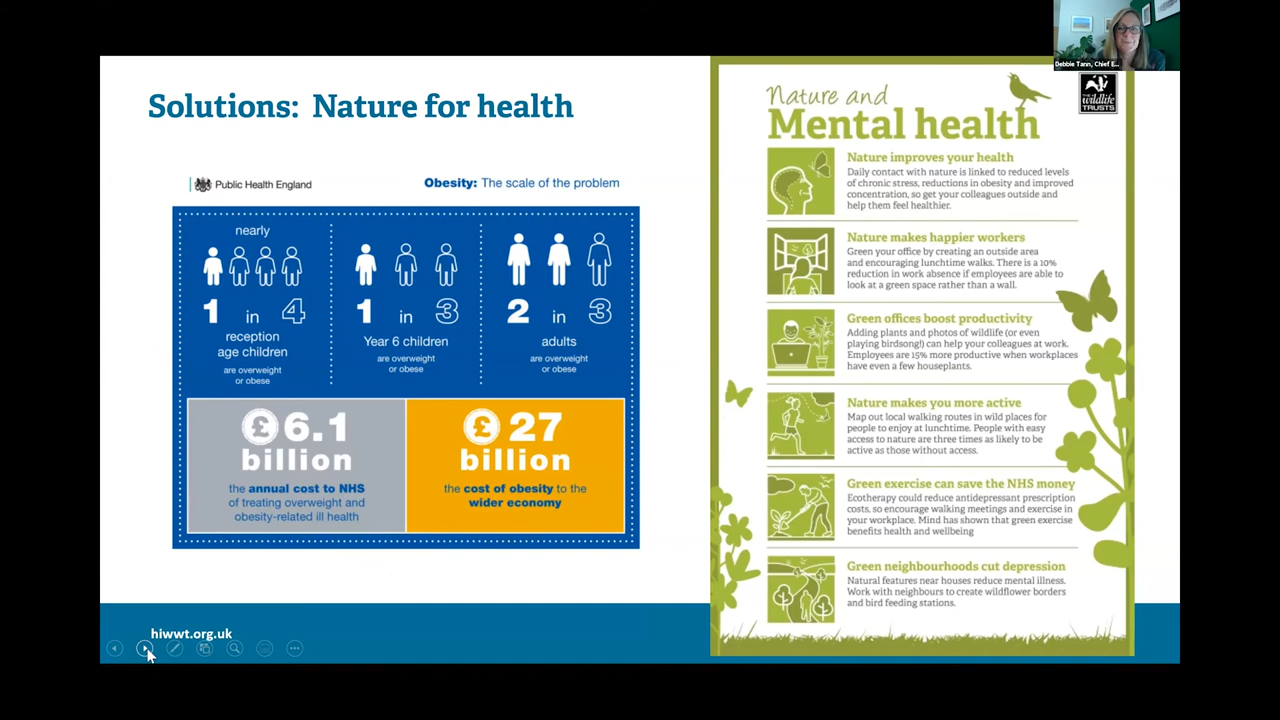 Debbie Tann, Chief E...
Solutions: Nature for health
Public Health England
Obesity: The scale of the problem
nearly
1 in 4
reception
age children
are overweight
or obese
1 in 3
Year 6 children
are overweight
or obese
2 in 3
adults
are overweight
or obese
£6.1
billion
the annual cost to NHS
of treating overweight and
obesity-related ill health
£27
billion
the cost of obesity to the
wider economy
hiwwt.org.uk
Nature and
Mental health
THE
wildlife
TRUSTS
Nature improves your health
Daily contact with nature is linked to reduced levels
of chronic stress, reductions in obesity and improved
concentration, so get your colleagues outside and
help them feel healthier.
Nature makes happier workers
Green your office by creating an outside area
and encouraging lunchtime walks. There is a 10%
reduction in work absence if employees are able to
look at a green space rather than a wall.
Green offices boost productivity
Adding plants and photos of wildlife (or even
playing birdsong!) can help your colleagues at work.
Employees are 15% more productive when workplaces
have even a few houseplants.
Nature makes you more active
Map out local walking routes in wild places for
people to enjoy at lunchtime. People with easy
access to nature are three times as likely to be
active as those without access.
Green exercise can save the NHS money
Ecotherapy could reduce antidepressant prescription
costs, so encourage walking meetings and exercise in
your workplace. Mind has shown that green exercise
benefits health and wellbeing
Green neighbourhoods cut depression
Natural features near houses reduce mental illness.
Work with neighbours to create wildflower borders
and bird feeding stations.